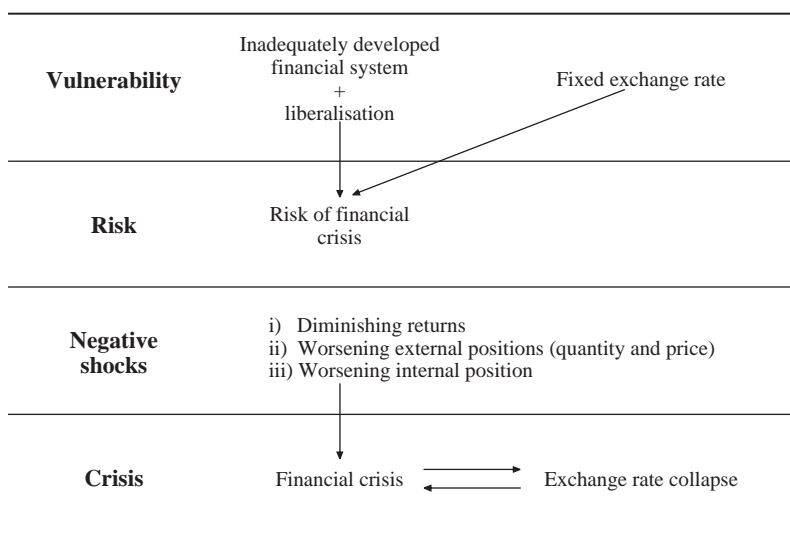 Vulnerability
Inadequately developed
financial system
+
liberalisation
Fixed exchange rate
Risk
Risk of financial
crisis
Negative
shocks
i) Diminishing returns
ii) Worsening external positions (quantity and price)
iii) Worsening internal position
Crisis
Financial crisis
Exchange rate collapse